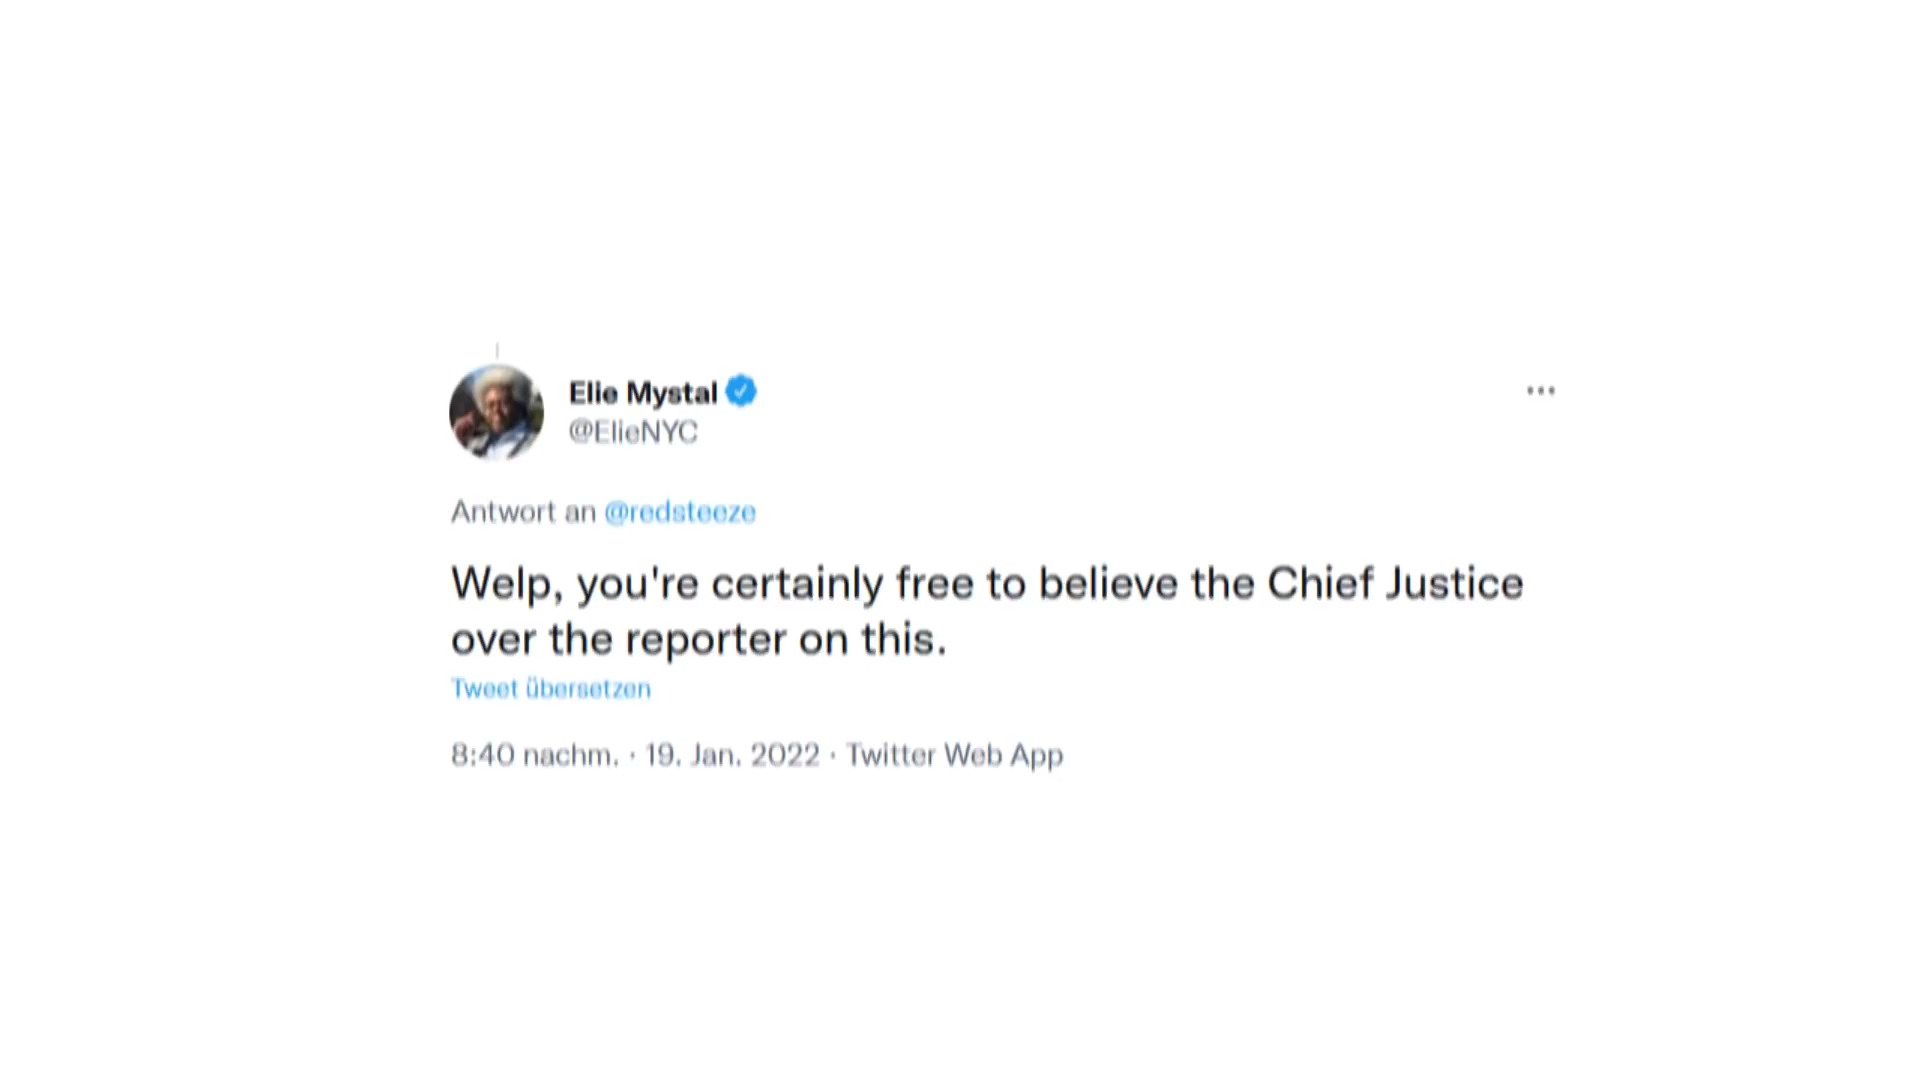 Elie Mystal
@ElieNYC
Antwort an @redsteeze
Welp, you're certainly free to believe the Chief Justice
over the reporter on this.
Tweet übersetzen
8:40 nachm. · 19. Jan. 2022 · Twitter Web App